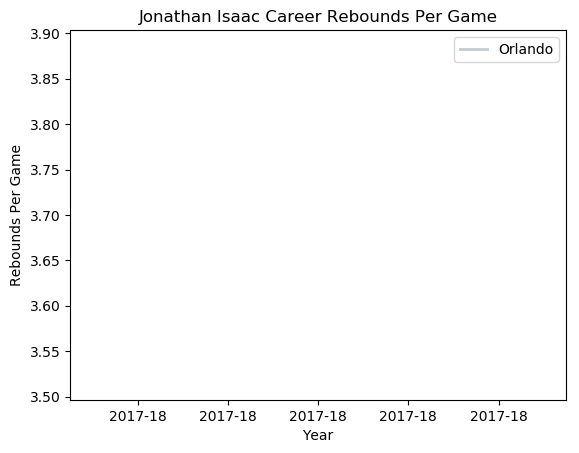 Jonathan Isaac Career Rebounds Per Game
Orlando
Rebounds Per Game
3.90
3.85
3.80
3.75
3.70
3.65
3.60
3.55
3.50
2017-18 2017-18 2017-18 2017-18 2017-18
Year